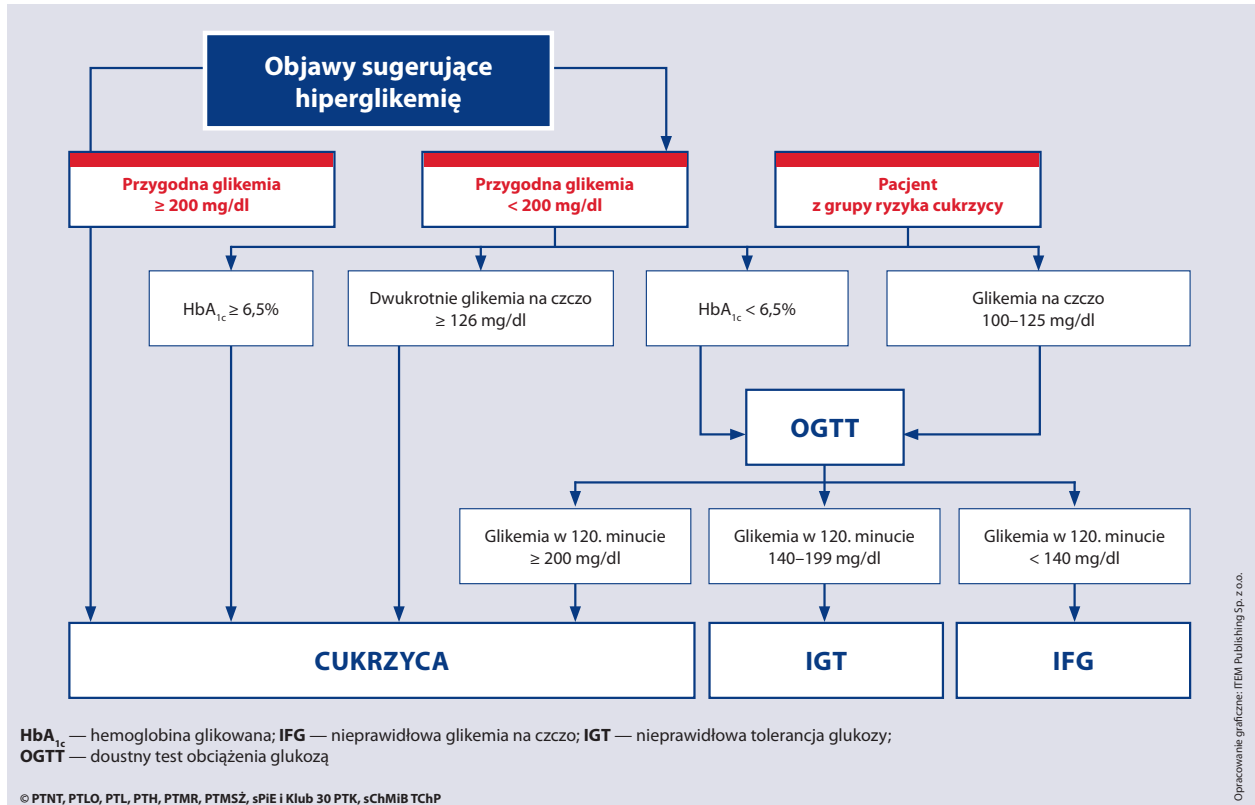 Objawy sugerujące
hiperglikemię
Przygodna glikemia
≥ 200 mg/dl
Przygodna glikemia
< 200 mg/dl
Pacjent
z grupy ryzyka cukrzycy
HbA1c ≥ 6,5%
Dwukrotnie glikemia na czczo
≥ 126 mg/dl
HbA1c < 6,5%
Glikemia na czczo
100–125 mg/dl
OGTT
Glikemia w 120. minucie
≥ 200 mg/dl
Glikemia w 120. minucie
140–199 mg/dl
Glikemia w 120. minucie
< 140 mg/dl
CUKRZYCA
IGT
IFG
HbA1c — hemoglobina glikowana; IFG — nieprawidłowa glikemia na czczo; IGT — nieprawidłowa tolerancja glukozy;
OGTT — doustny test obciążenia glukozą
© PTNT, PTLO, PTL, PTH, PTMR, PTMSŻ, sPiE i Klub 30 PTK, sChMiB TChP
Opracowanie graficzne: ITEM Publishing Sp. z o.o.